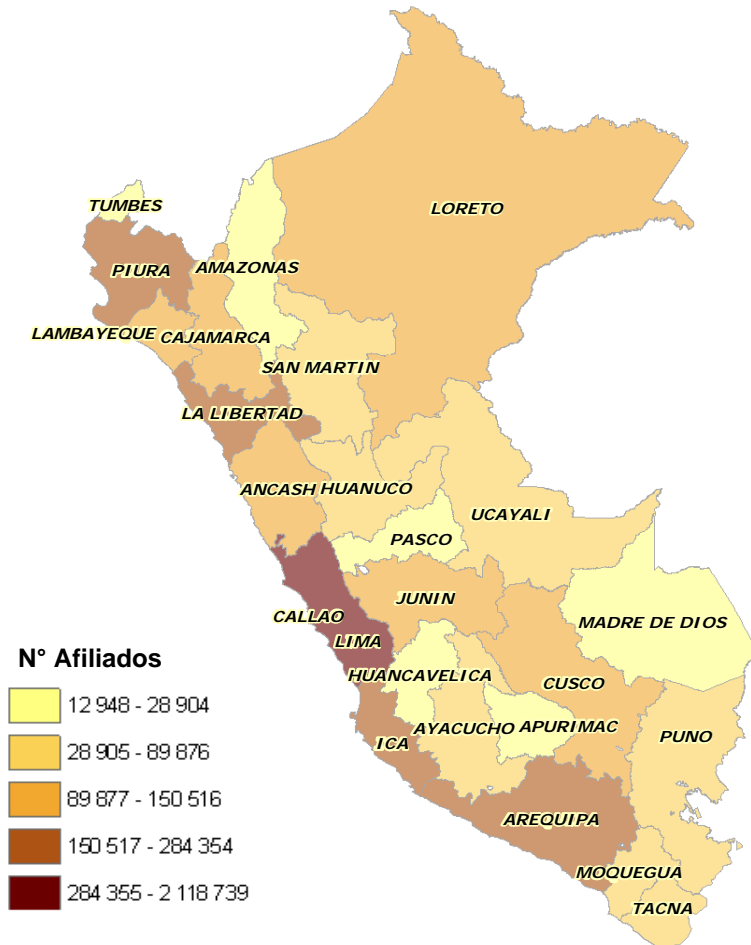 LORETO
TUMBES
PIURA
AMAZONAS
LAMBAYEQUE
CAJAMARCA
SAN MARTIN
LA LIBERTAD
ANCASH
HUANUCO
UCAYALI
PASCO
JUNIN
CALLAO
MADRE DE DIOS
LIMA
HUANCAVELICA
CUSCO
AYACUCHO
APURIMAC
PUNO
ICA
AREQUIPA
MOQUEGUA
TACNA
N° Afiliados
12 948 - 28 904
28 905 - 89 876
89 877 - 150 516
150 517 - 284 354
284 355 - 2 118 739